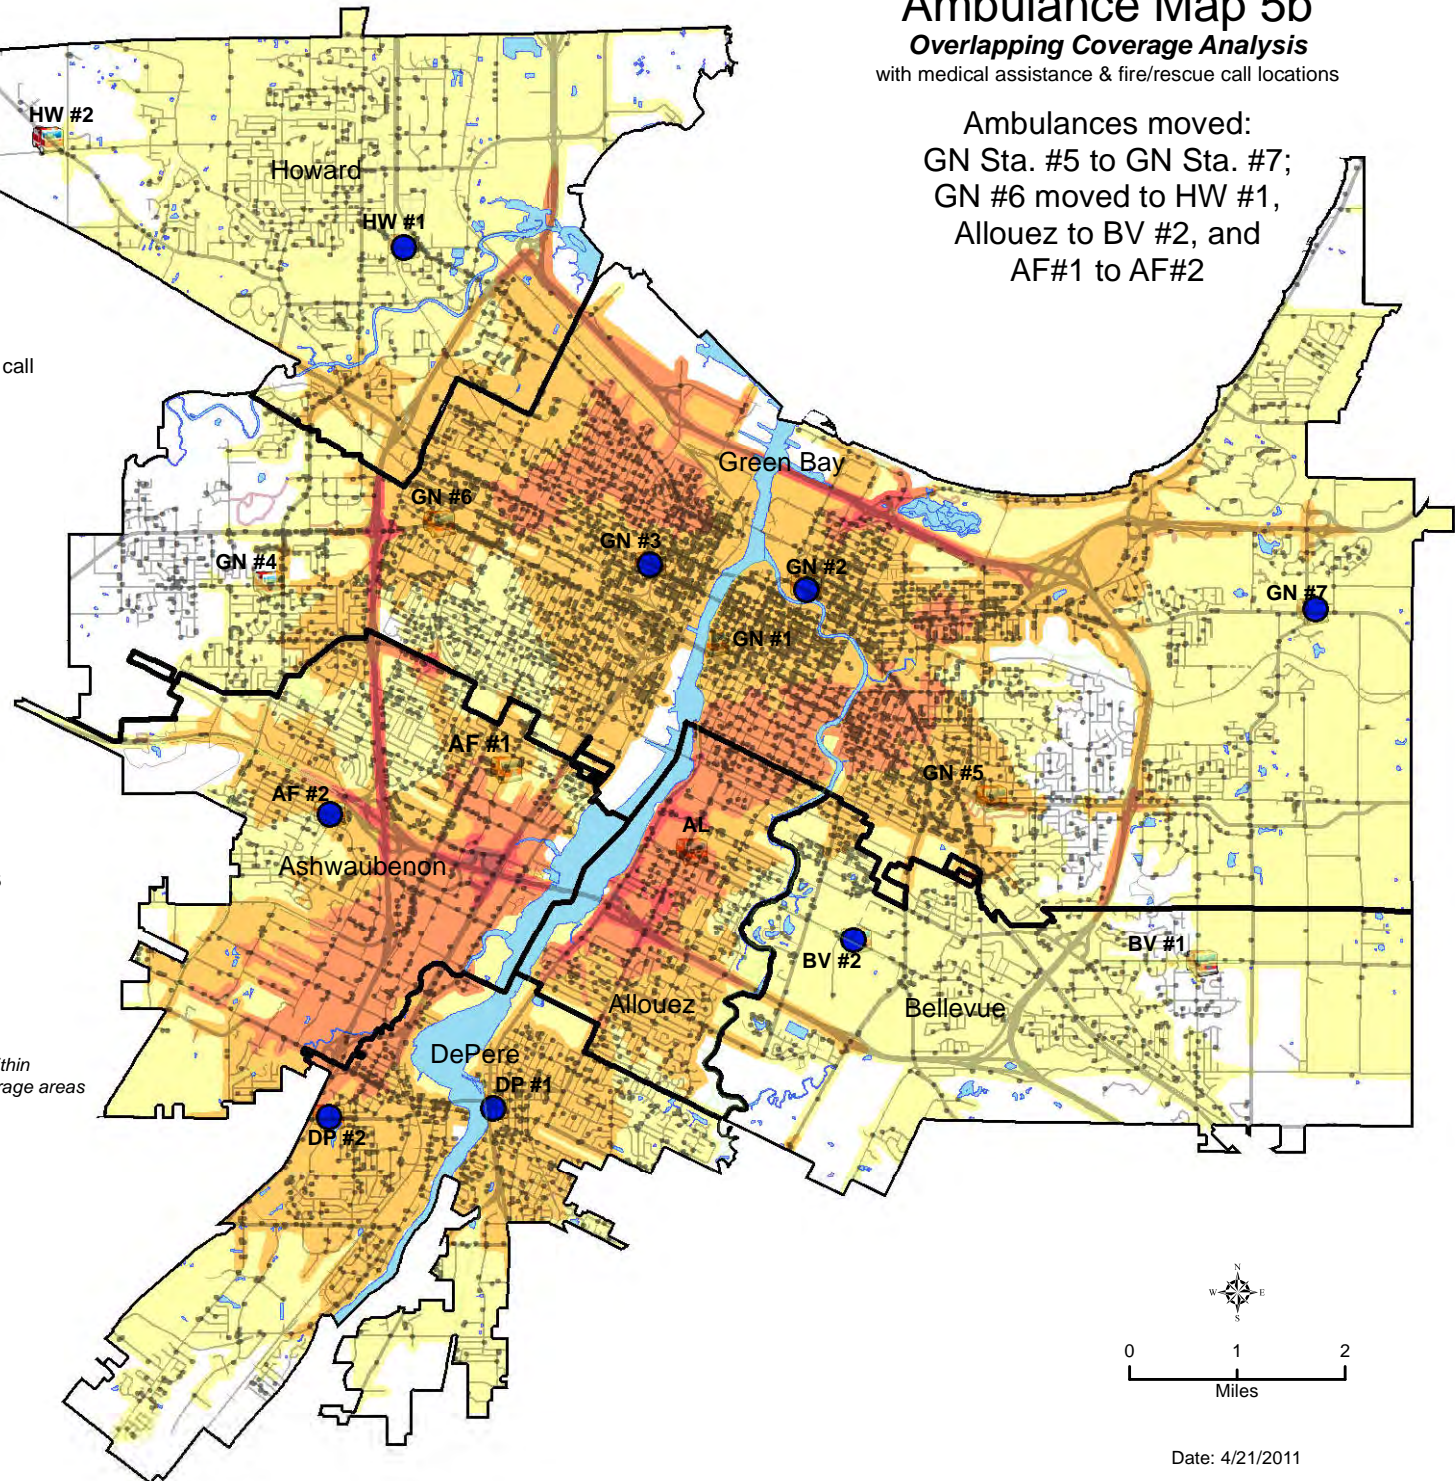 Ambulance Map 5b
Overlapping Coverage Analysis
with medical assistance & fire/rescue call locations
Ambulances moved:
GN Sta. #5 to GN Sta. #7;
GN #6 moved to HW #1,
Allouez to BV #2, and
AF#1 to AF#2
HW #2
Howard
HW #1
call
Green Bay
GN #6
GN #3
GN #4
GN #2
GN #7
GN #1
AF #1
GN #5
AF #2
AL
Ashwaubenon
BV #1
BV #2
Allouez
Bellevue
DePere
thin
rage areas
DP #1
DP #2
N
W E
S
0 1 2
Miles
Date: 4/21/2011